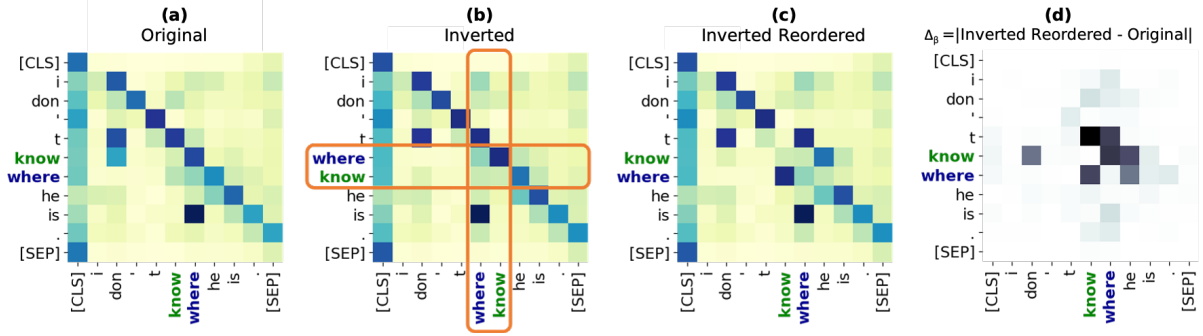 (a)
Original
[CLS]
i
don
'
t
know
where
he
is
.
[SEP]
[CLS]
i
don
'
t
know
where
he
is
.
[SEP]
(b)
Inverted
[CLS]
i
don
'
t
where
know
he
is
.
[SEP]
[CLS]
i
don
'
t
where
know
he
is
.
[SEP]
(c)
Inverted Reordered
[CLS]
i
don
'
t
know
where
he
is
.
[SEP]
[CLS]
i
don
'
t
know
where
he
is
.
[SEP]
(d)
Δᵦ =|Inverted Reordered - Original|
[CLS]
i
don
'
t
know
where
he
is
.
[SEP]
[CLS]
i
don
'
t
know
where
he
is
.
[SEP]